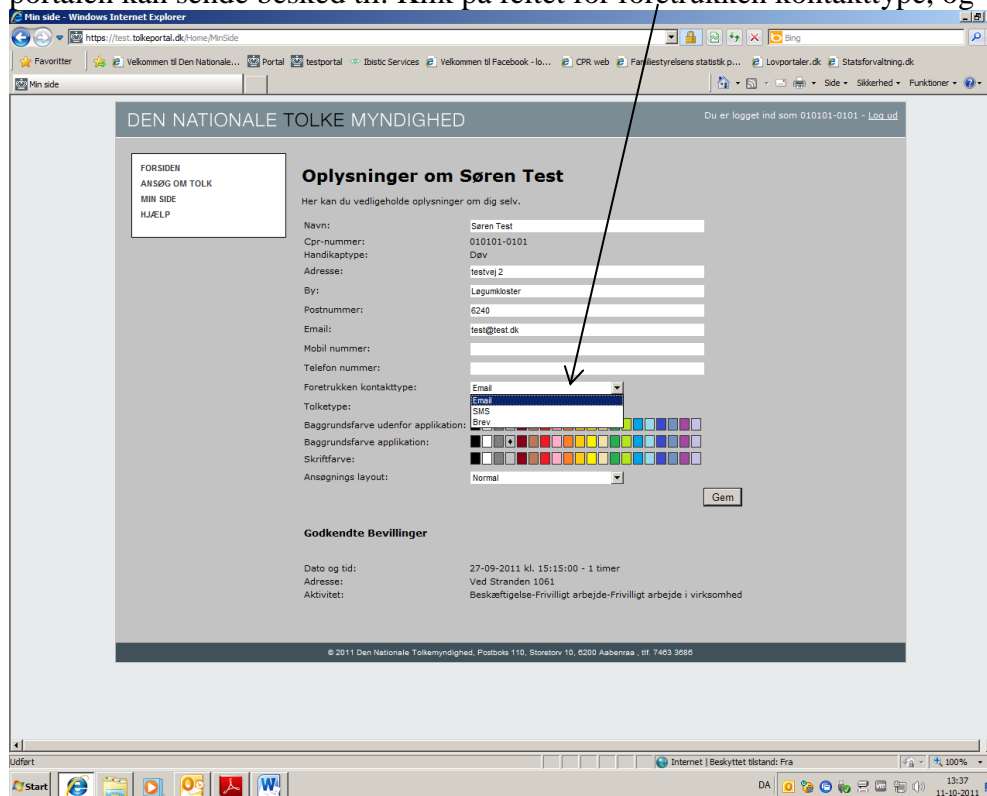 portalen kan sende besked til. Klik på feltet for foretrukken kontakttype, og
Min side - Windows Internet Explorer
https://test.tolkeportal.dk/Home/MinSide
Bing
Favoritter
Velkommen til Den Nationale...
Portal
testportal
Ibistic Services
Velkommen til Facebook - lo...
CPR web
Familiestyrelsens statistik p...
Lovportaler.dk
Statsforvaltning.dk
Min side
Side
Sikkerhed
Funktioner
DEN NATIONALE TOLKE MYNDIGHED
Du er logget ind som 010101-0101 - Log ud
FORSIDEN
ANSØG OM TOLK
MIN SIDE
HJÆLP
Oplysninger om Søren Test
Her kan du vedligeholde oplysninger om dig selv.
Navn: Søren Test
Cpr-nummer: 010101-0101
Handikaptype: Døv
Adresse: testvej 2
By: Løgumkloster
Postnummer: 6240
Email: test@test.dk
Mobil nummer:
Telefon nummer:
Foretrukken kontakttype: Email
Email
SMS
Brev
Tolketype:
Baggrundsfarve udenfor applikation:
Baggrundsfarve applikation:
Skriftfarve:
Ansøgnings layout: Normal
Gem
Godkendte Bevillinger
Dato og tid: 27-09-2011 kl. 15:15:00 - 1 timer
Adresse: Ved Stranden 1061
Aktivitet: Beskæftigelse-Frivilligt arbejde-Frivilligt arbejde i virksomhed
© 2011 Den Nationale Tolkemyndighed, Postboks 110, Storetorv 10, 6200 Aabenraa , tlf. 7463 3686
Udført
Internet | Beskyttet tilstand: Fra
100%
Start
DA
13:37
11-10-2011